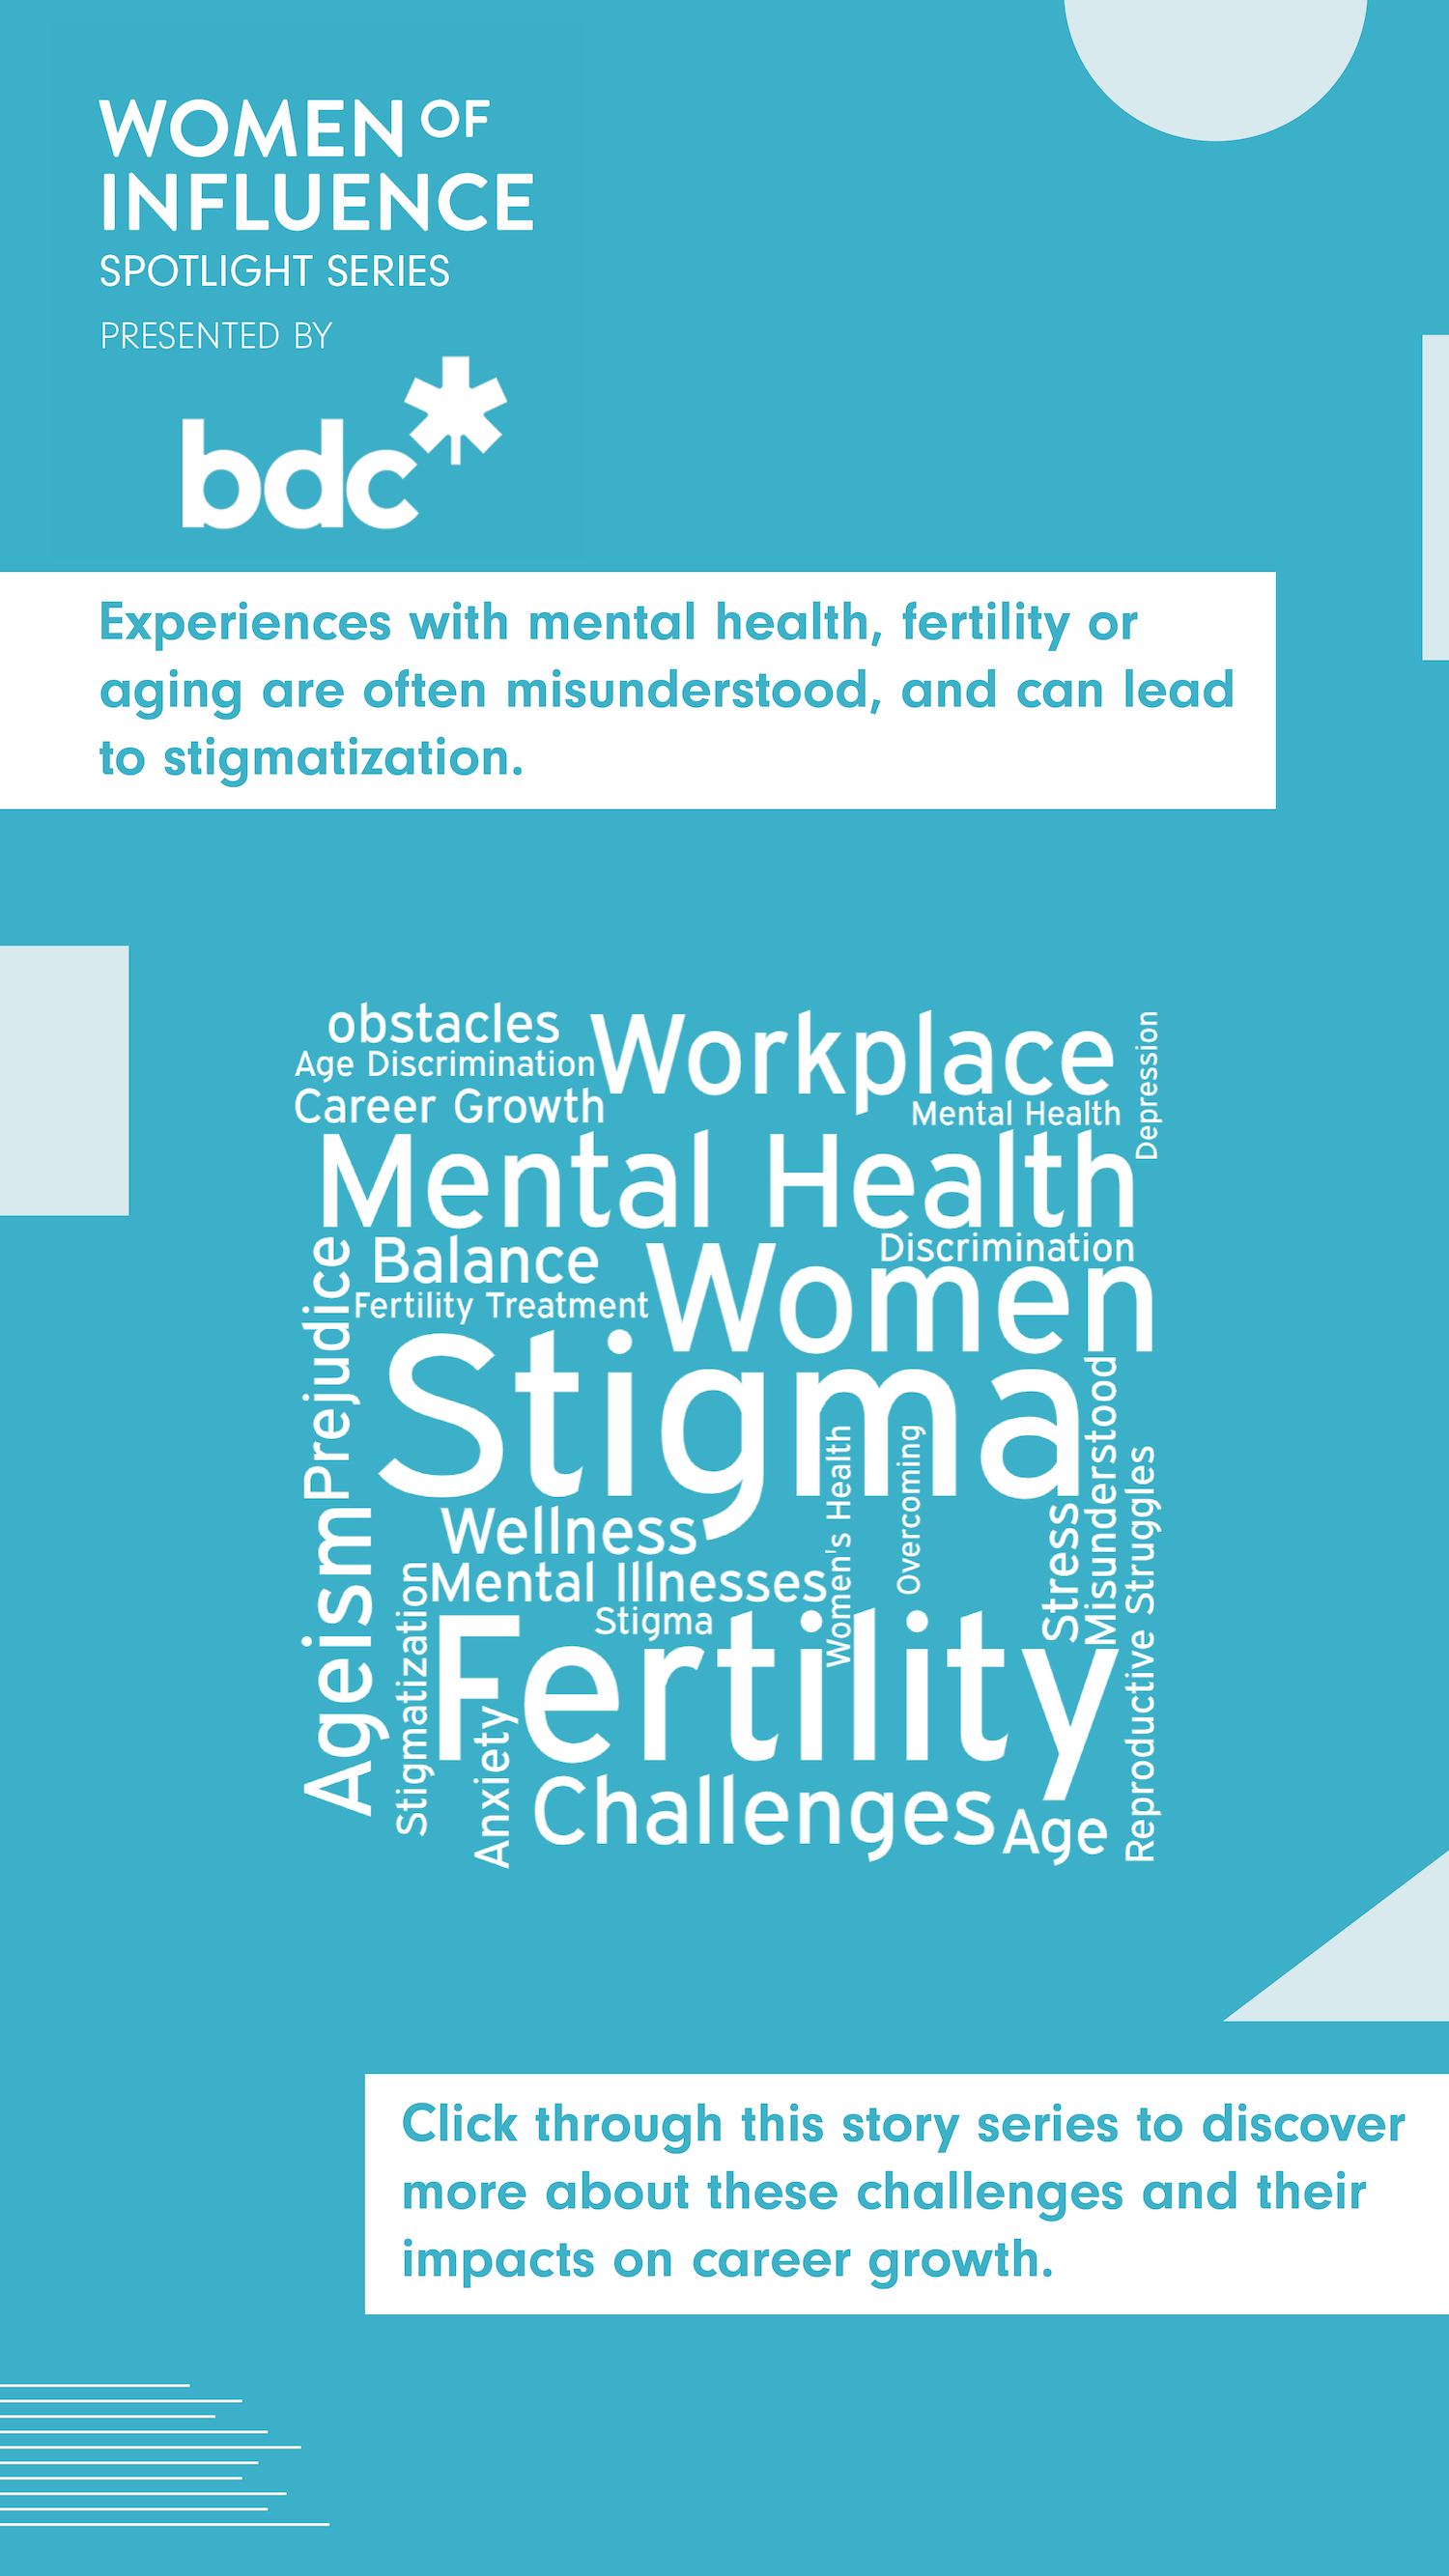 WOMEN OF
INFLUENCE
SPOTLIGHT SERIES
PRESENTED BY
bdc*
Experiences with mental health, fertility or
aging are often misunderstood, and can lead
to stigmatization.
obstacles
Workplace
Depression
Age Discrimination
Career Growth
Mental Health
Mental Health
Balance
Discrimination
Women
Fertility Treatment
Prejudice
Stigma
Misunderstood
Women's Health
Overcoming
Reproductive Struggles
Stress
Wellness
Ageism
Mental Illnesses
Stigmatization
Stigma
Fertility
Anxiety
Challenges
Age
Click through this story series to discover
more about these challenges and their
impacts on career growth.